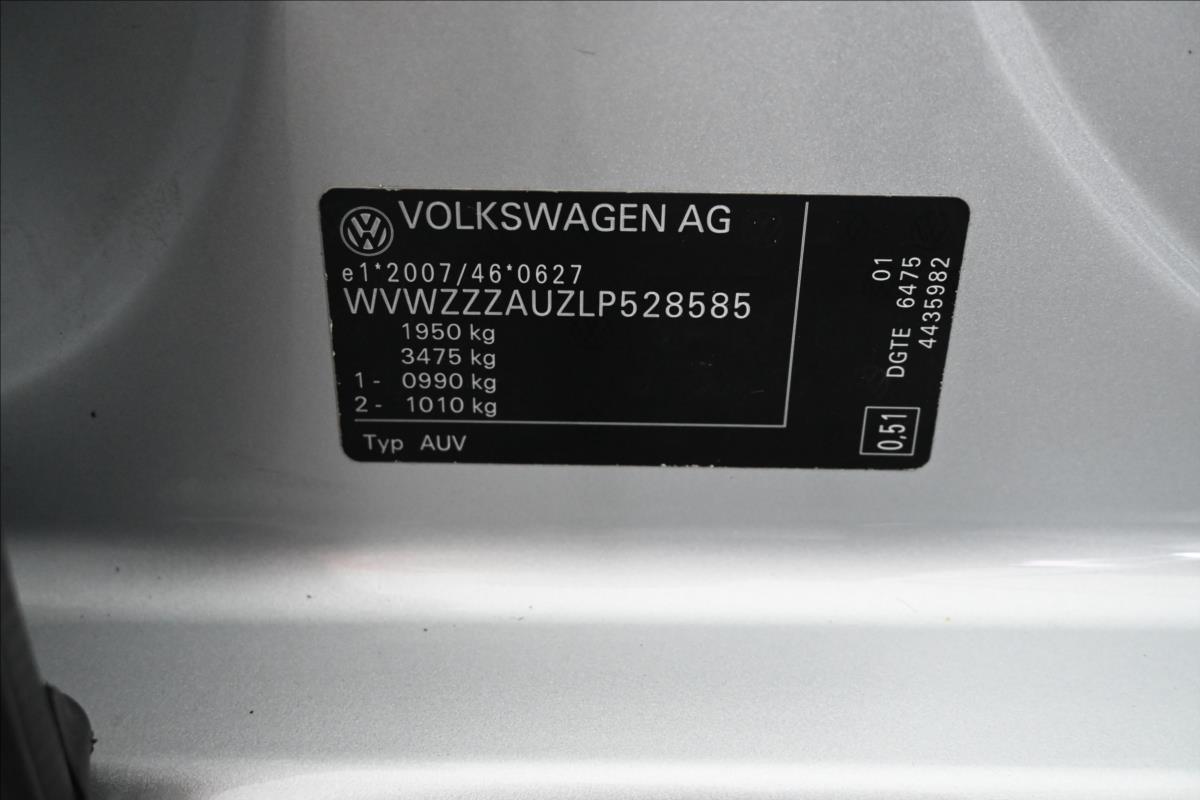 VOLKSWAGEN AG
e1*2007/46*0627
WVWZZZAUZLP528585
1950 kg
3475 kg
1- 0990 kg
2- 1010 kg
Typ AUV
01
DGTE 6475
4435982
0,51